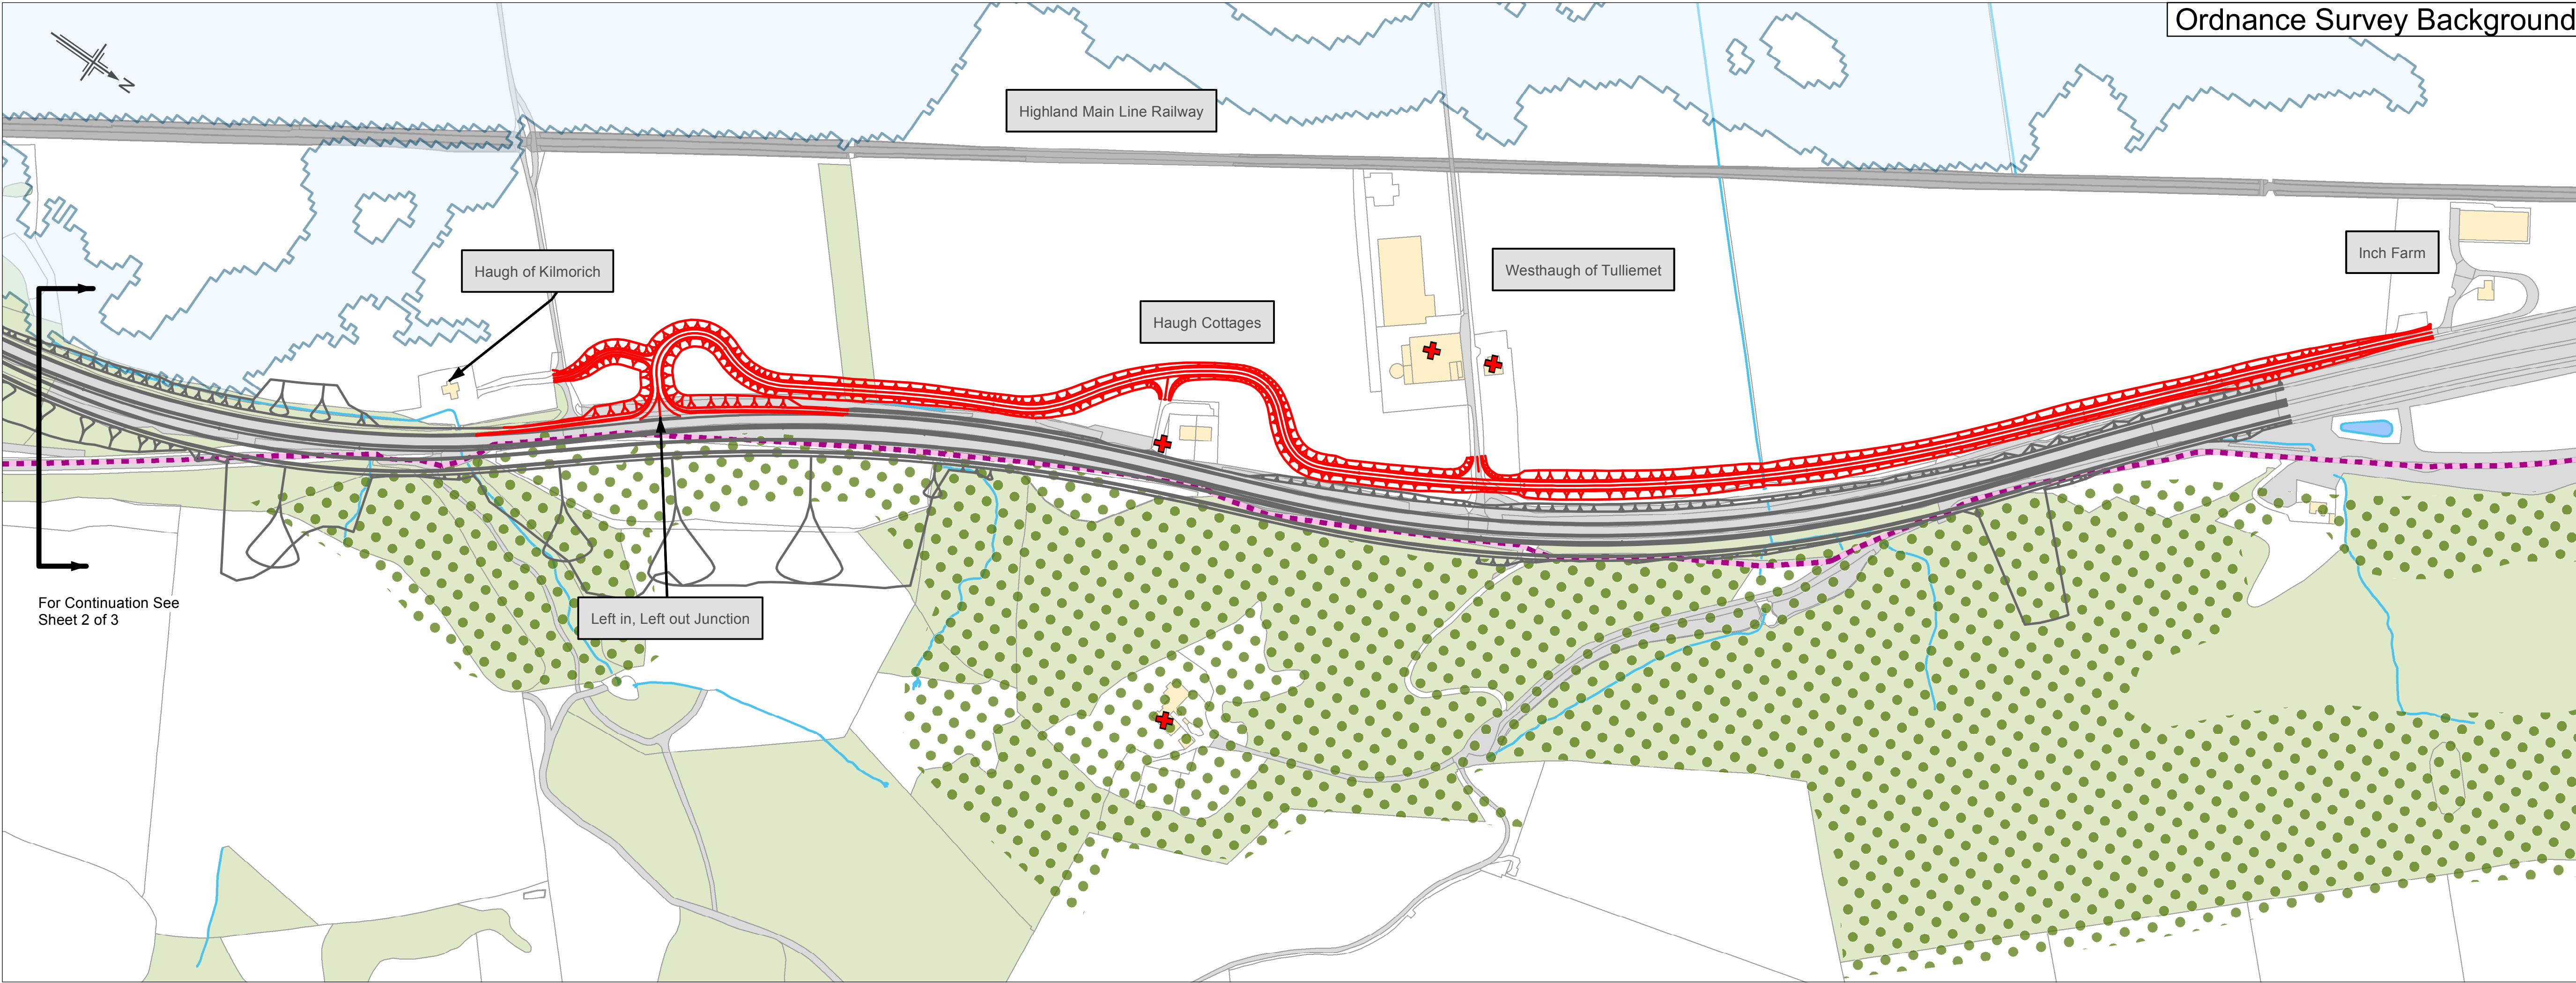 Ordnance Survey Background
N
Highland Main Line Railway
Haugh of Kilmorich
Westhaugh of Tulliemet
Inch Farm
Haugh Cottages
For Continuation See
Sheet 2 of 3
Left in, Left out Junction